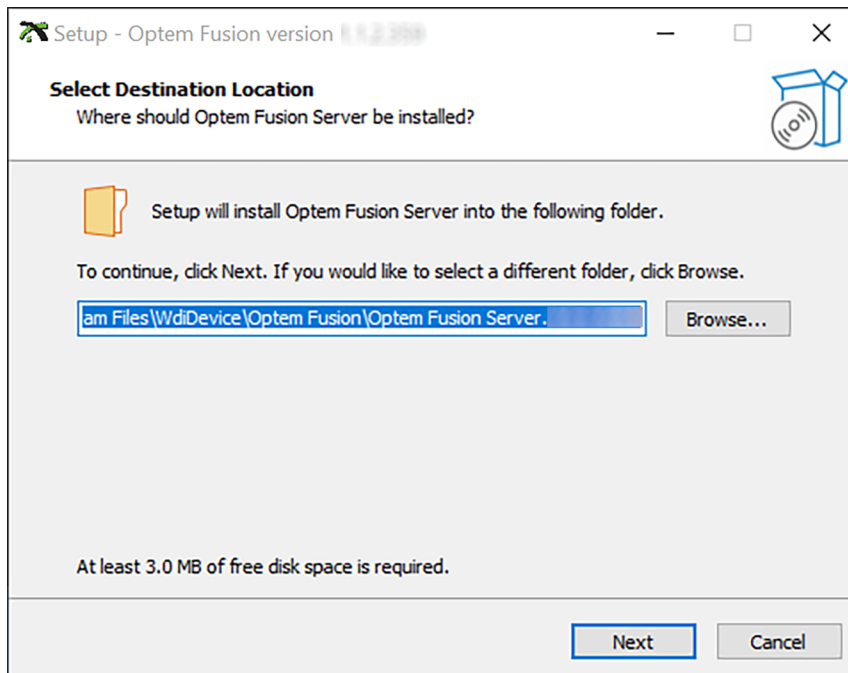 Setup - Optem Fusion version
Select Destination Location
Where should Optem Fusion Server be installed?
Setup will install Optem Fusion Server into the following folder.
To continue, click Next. If you would like to select a different folder, click Browse.
am Files\WdiDevice\Optem Fusion\Optem Fusion Server.
Browse...
At least 3.0 MB of free disk space is required.
Next
Cancel